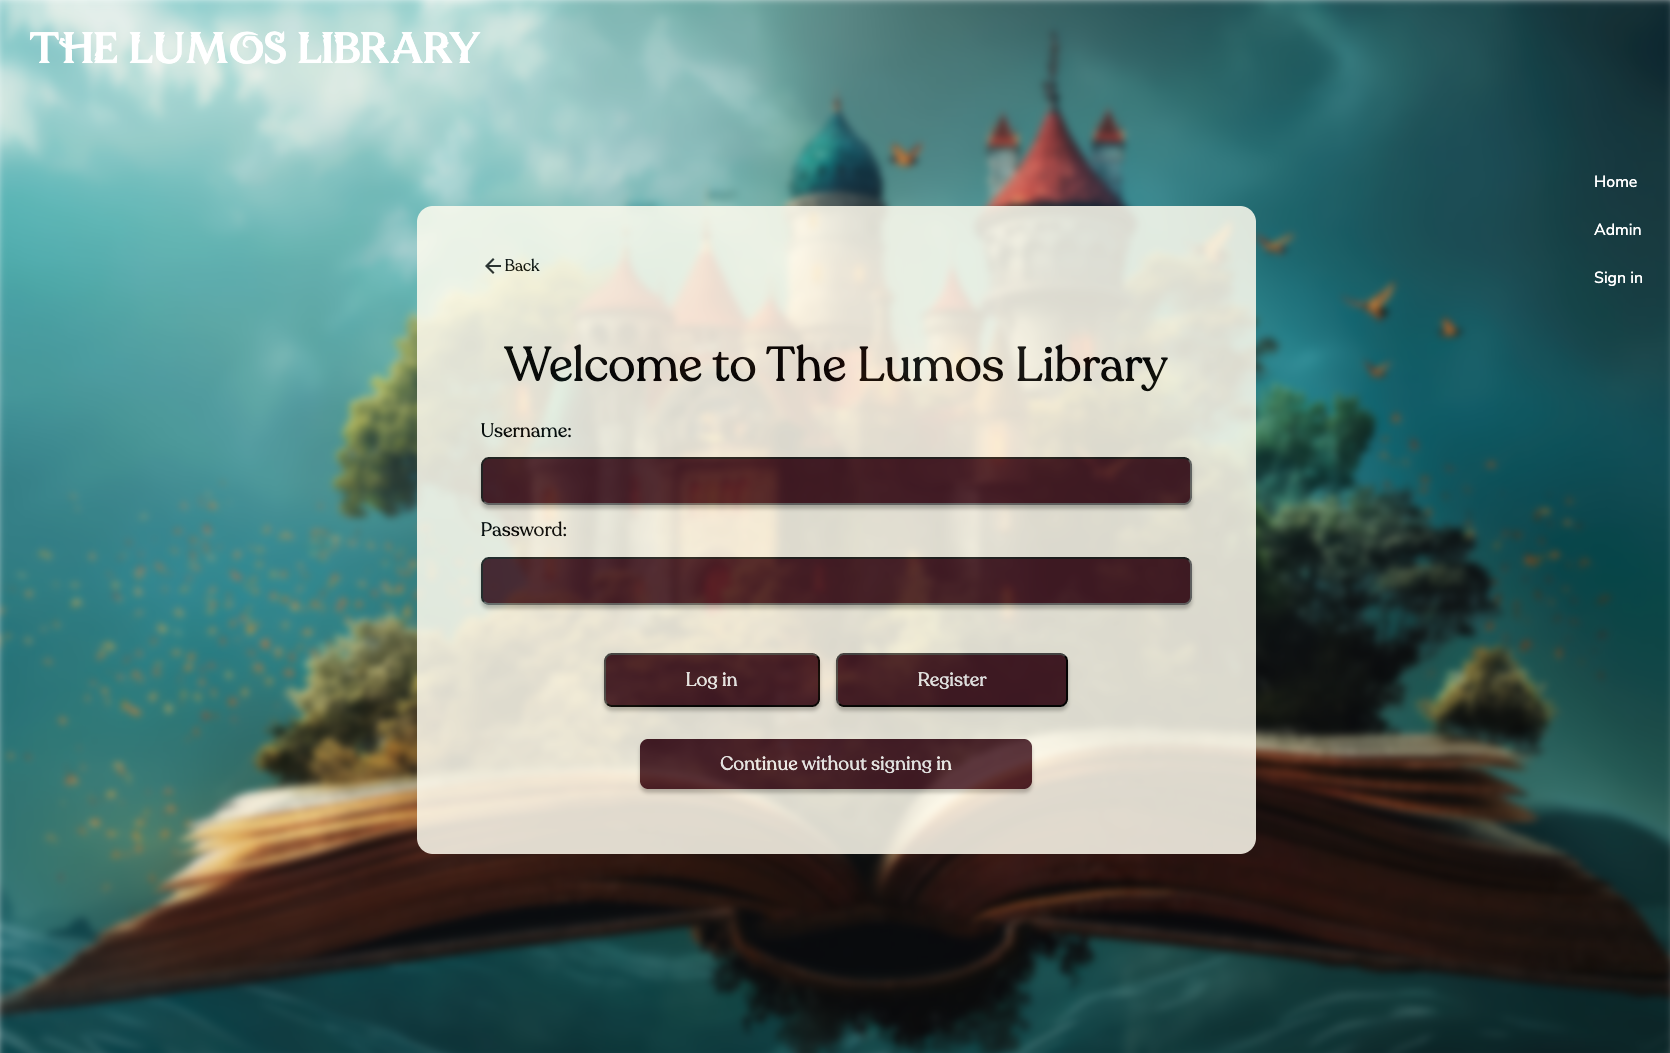 THE LUMOS LIBRARY
Home
Admin
Sign in
Back
Welcome to The Lumos Library
Username:
Password:
Log in
Register
Continue without signing in